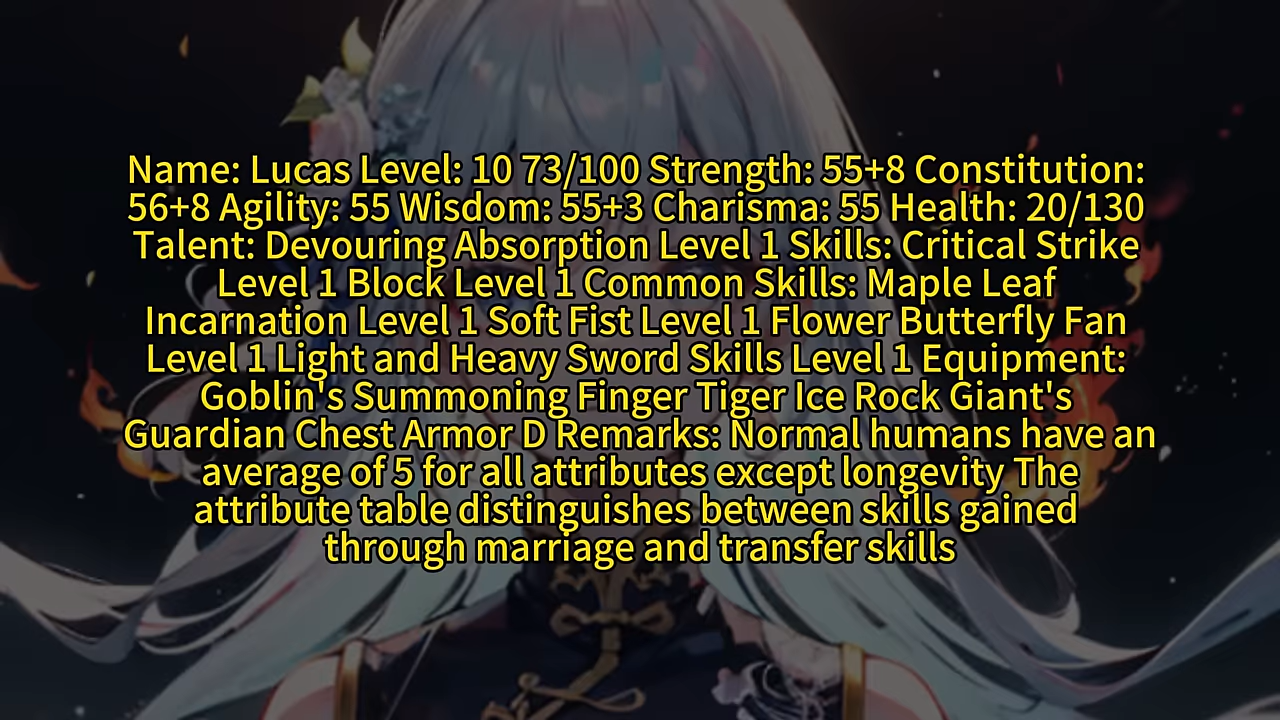 Name: Lucas Level: 10 73/100 Strength: 55+8 Constitution:
56+8 Agility: 55 Wisdom: 55+3 Charisma: 55 Health: 20/130
Talent: Devouring Absorption Level 1 Skills: Critical Strike
Level 1 Block Level 1 Common Skills: Maple Leaf
Incarnation Level 1 Soft Fist Level 1 Flower Butterfly Fan
Level 1 Light and Heavy Sword Skills Level 1 Equipment:
Goblin's Summoning Finger Tiger Ice Rock Giant's
Guardian Chest Armor D Remarks: Normal humans have an
average of 5 for all attributes except longevity The
attribute table distinguishes between skills gained
through marriage and transfer skills